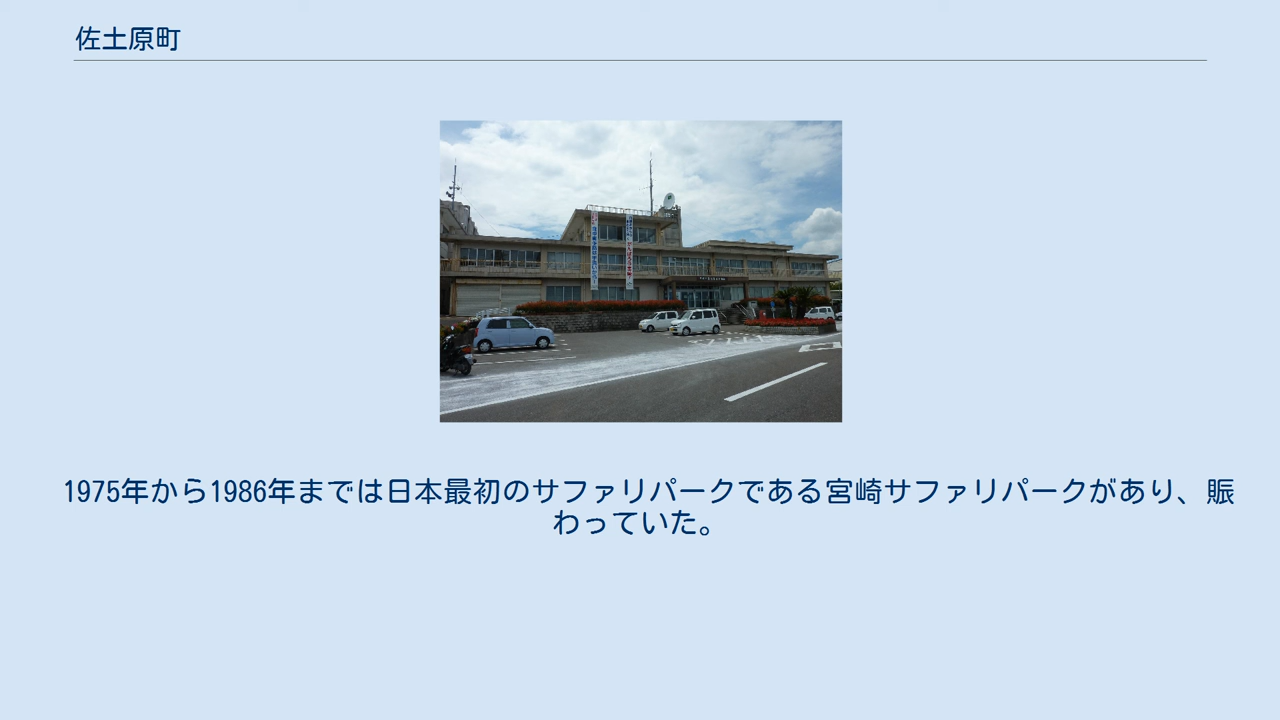 佐土原町
1975年から1986年までは日本最初のサファリパークである宮崎サファリパークがあり、賑
わっていた。